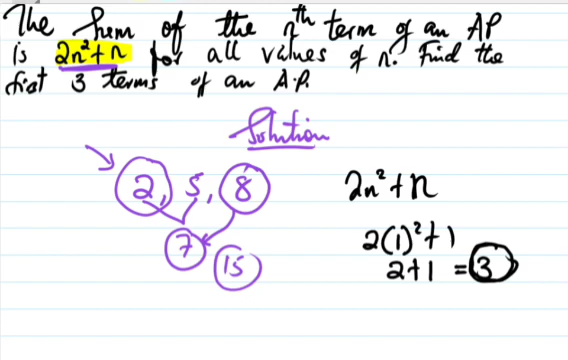 The Sum of the nth term of an AP
is 2n²+n for all values of n. Find the
first 3 terms of an A.P.
Solution
2, 5, 8
7
15
2n²+n
2(1)²+1
2+1 = 3